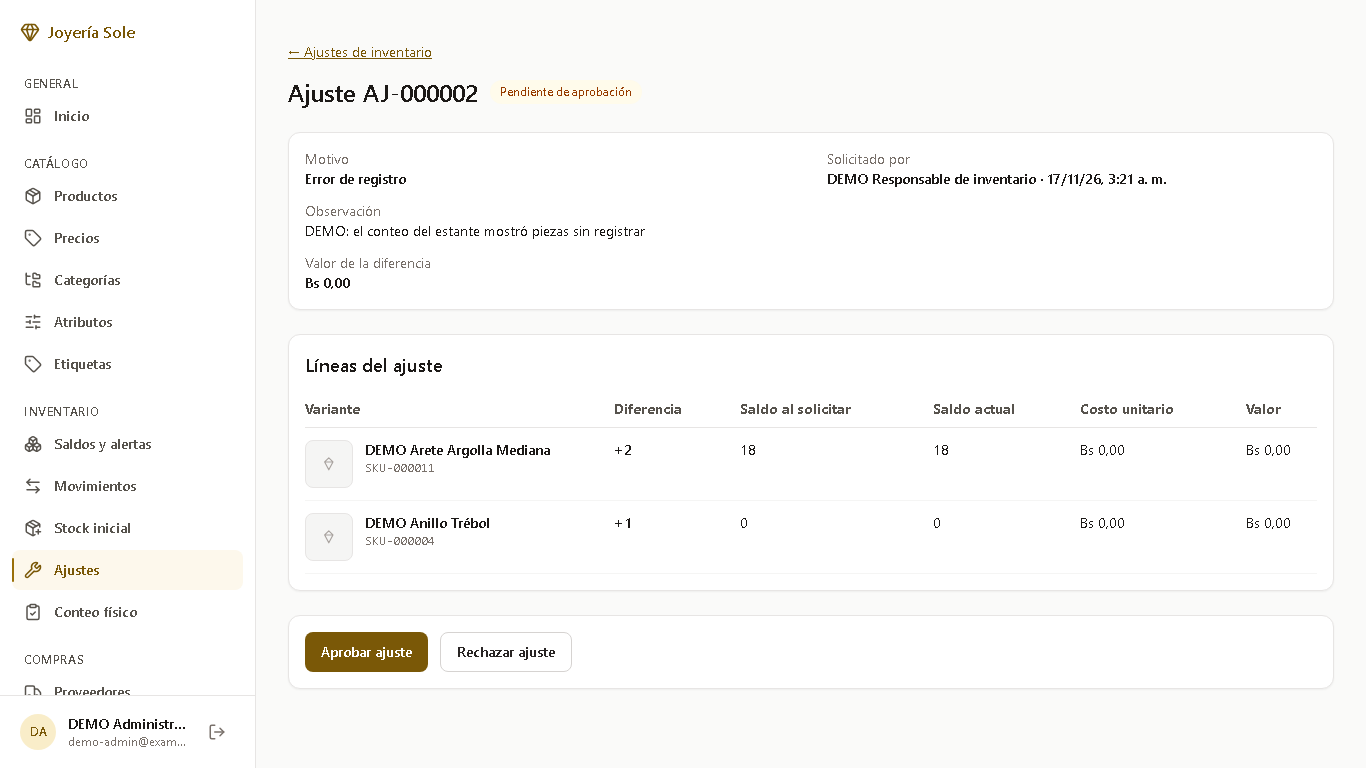 Joyería Sole
GENERAL
Inicio
CATÁLOGO
Productos
Precios
Categorías
Atributos
Etiquetas
INVENTARIO
Saldos y alertas
Movimientos
Stock inicial
Ajustes
Conteo físico
COMPRAS
Proveedores
DA
DEMO Administr...
demo-admin@exam...
← Ajustes de inventario
Ajuste AJ-000002 Pendiente de aprobación
Motivo
Error de registro
Solicitado por
DEMO Responsable de inventario · 17/11/26, 3:21 a. m.
Observación
DEMO: el conteo del estante mostró piezas sin registrar
Valor de la diferencia
Bs 0,00
Líneas del ajuste
Variante Diferencia Saldo al solicitar Saldo actual Costo unitario Valor
DEMO Arete Argolla Mediana +2 18 18 Bs 0,00 Bs 0,00
SKU-000011
DEMO Anillo Trébol +1 0 0 Bs 0,00 Bs 0,00
SKU-000004
Aprobar ajuste Rechazar ajuste